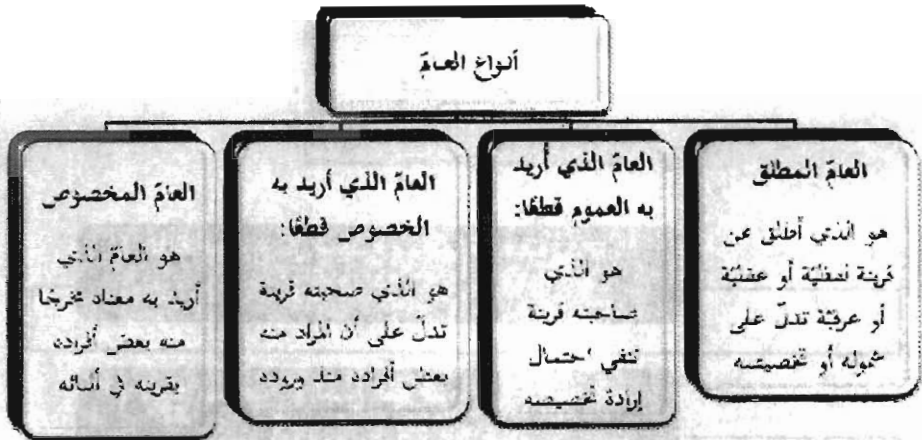 أنواع العامّ
العامّ المطلق
هو الذي أطلق عن
قرينة لفظيّة أو عقليّة
أو عرفيّة تدلّ على
شموله أو تخصيصه
العامّ الذي أريد
به العموم قطعًا:
هو الذي
صاحبته قرينة
تنفي احتمال
إرادة تخصيصه
العامّ الذي أريد به
الخصوص قطعًا:
هو الذي صحبته قرينة
تدلّ على أن المراد منه
بعض أفراده عند وروده
العامّ المخصوص
هو العامّ الذي
أريد به معناه مخرجًا
منه بعض أفراده
بقرينة في أثنائه